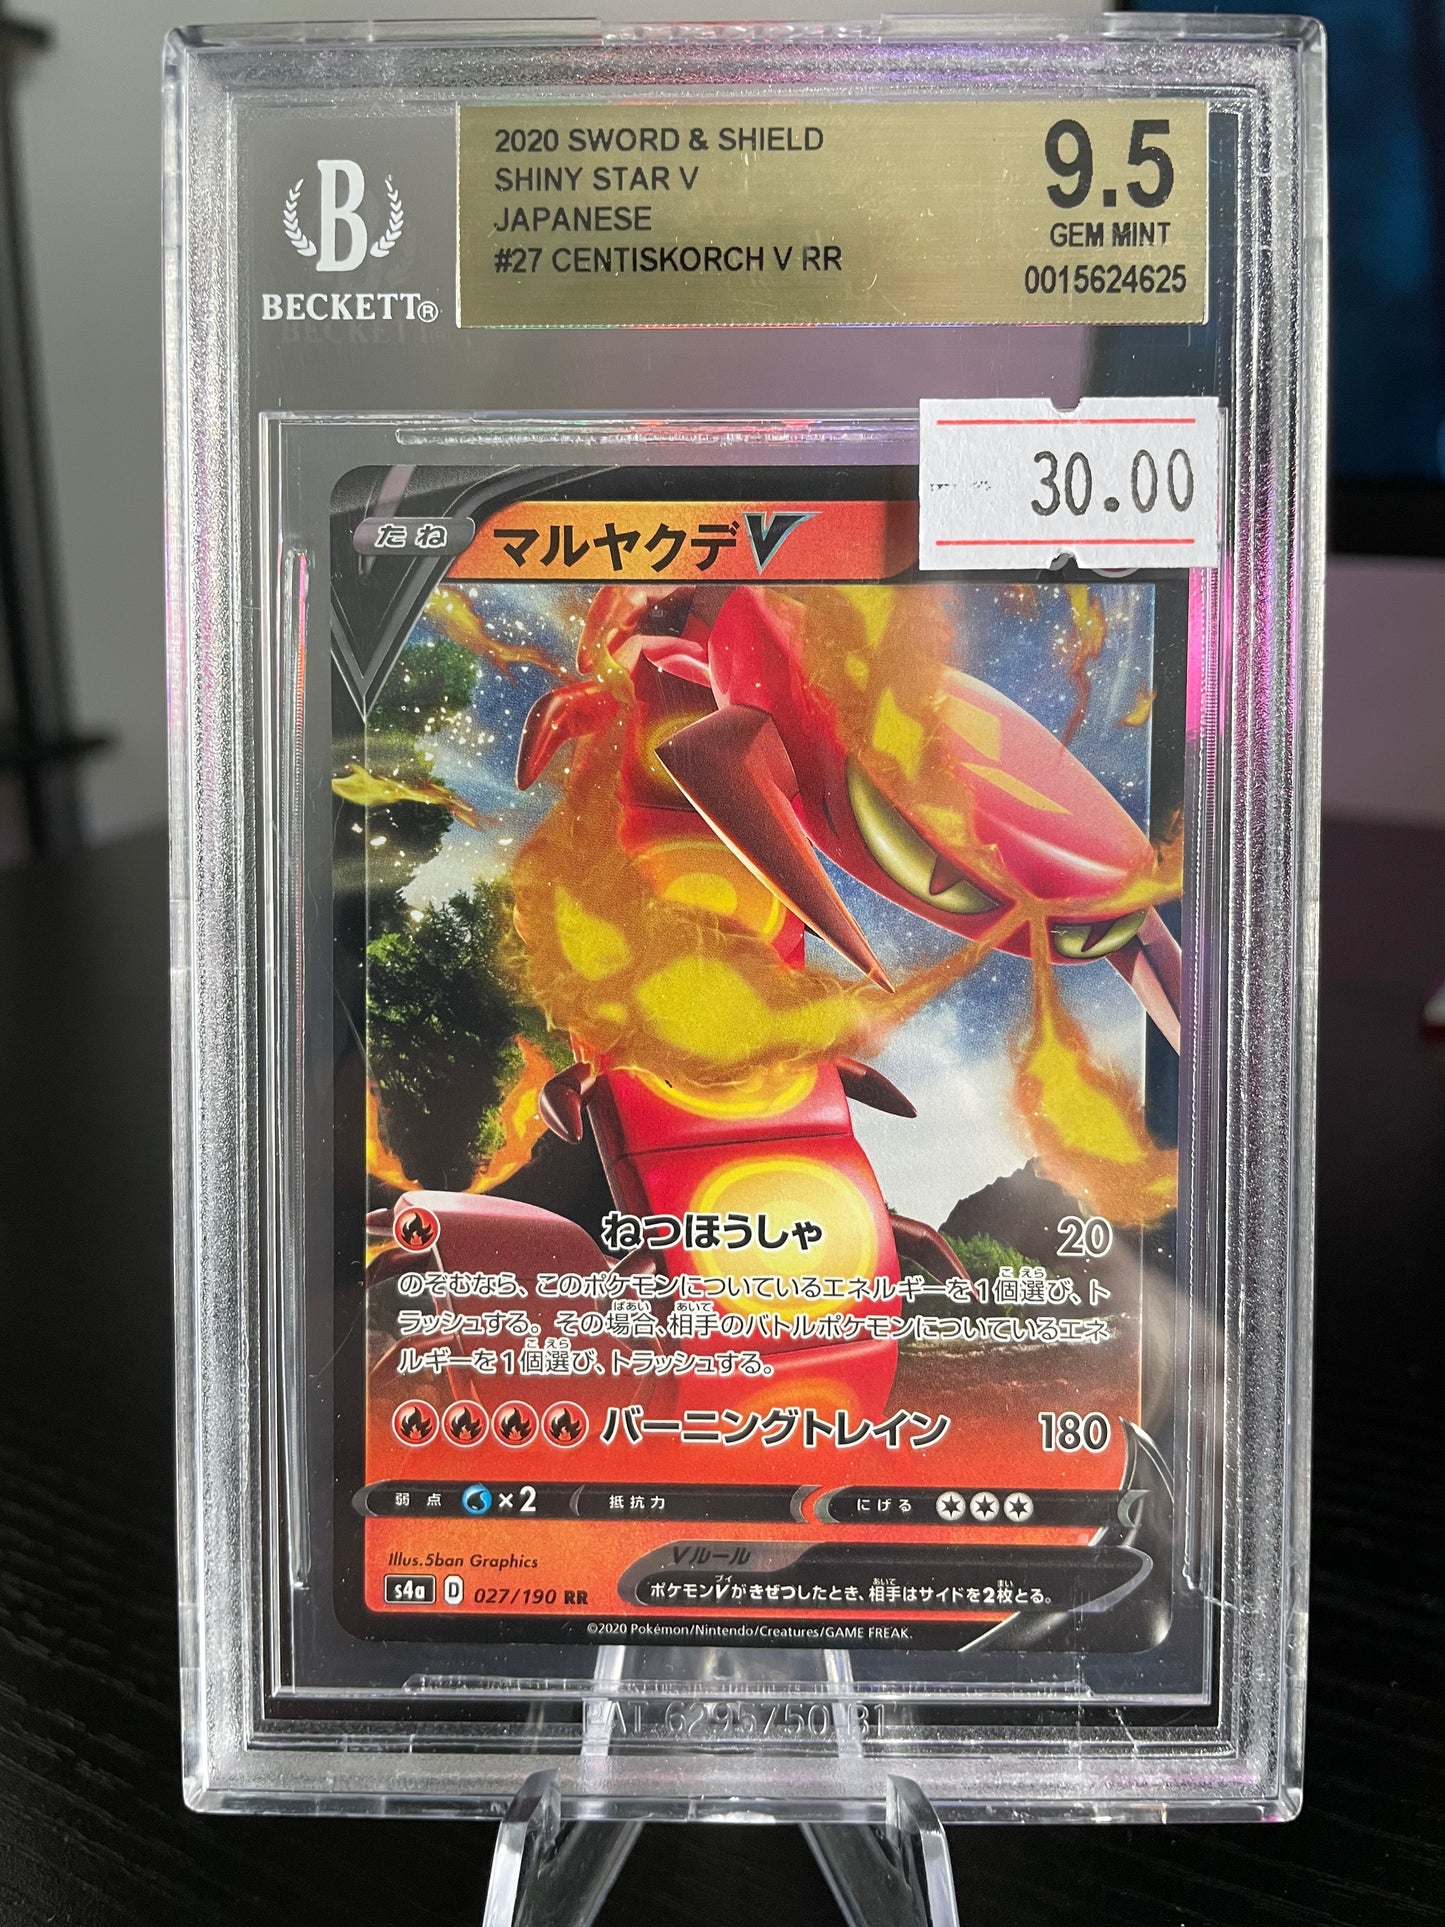 2020 SWORD & SHIELD
SHINY STAR V
JAPANESE
#27 CENTISKORCH V RR
9.5
GEM MINT
0015624625
B
BECKETT®
30.00
たね
マルヤクデV
ねつほうしゃ 20
のぞむなら、このポケモンについているエネルギーを1個選び、ト
ラッシュする。その場合、相手のバトルポケモンについているエネ
ルギーを1個選び、トラッシュする。
バーニングトレイン 180
弱点 ×2 抵抗力 にげる
Illus.5ban Graphics
Vルール
ポケモンVがきぜつしたとき、相手はサイドを2枚とる。
s4a D 027/190 RR
©2020 Pokémon/Nintendo/Creatures/GAME FREAK.